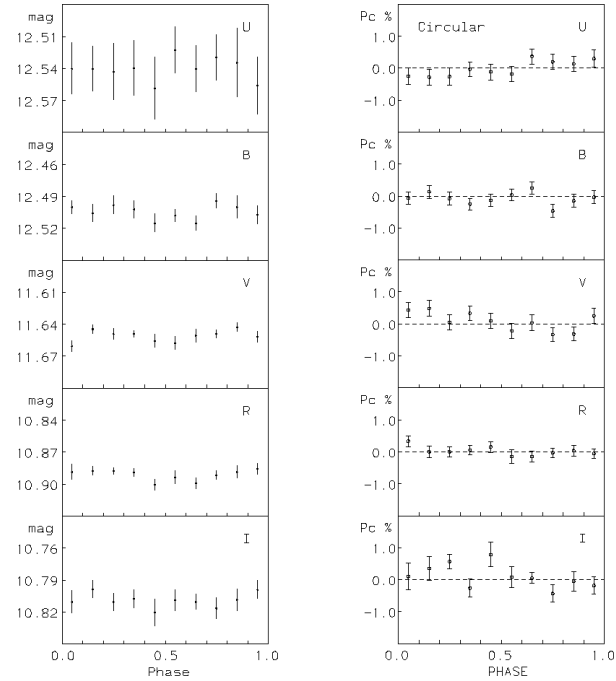 mag
U
12.51
12.54
12.57
mag
B
12.46
12.49
12.52
mag
V
11.61
11.64
11.67
mag
R
10.84
10.87
10.90
mag
I
10.76
10.79
10.82
0.0 0.5 1.0
Phase
Pc % Circular U
1.0
0.0
-1.0
Pc % B
1.0
0.0
-1.0
Pc % V
1.0
0.0
-1.0
Pc % R
1.0
0.0
-1.0
Pc % I
1.0
0.0
-1.0
0.0 0.5 1.0
PHASE